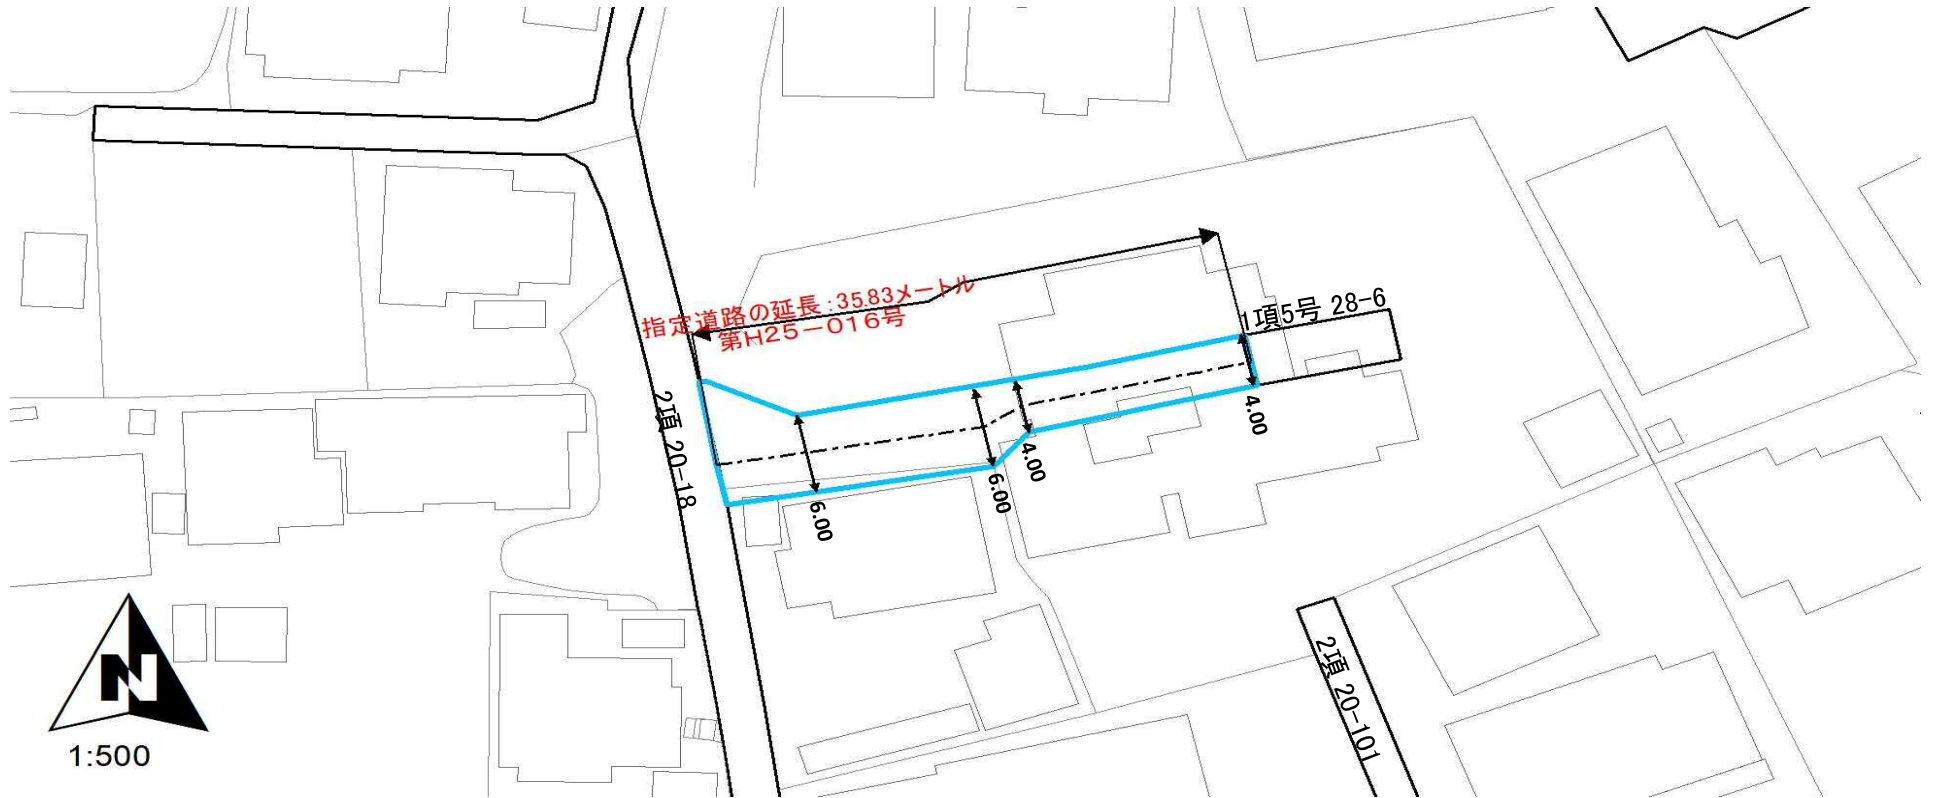 指定道路の延長：35.83メートル
第H25－016号
1項5号 28-6
2項 20-18
6.00
6.00
4.00
4.00
2項 20-101
N
1:500